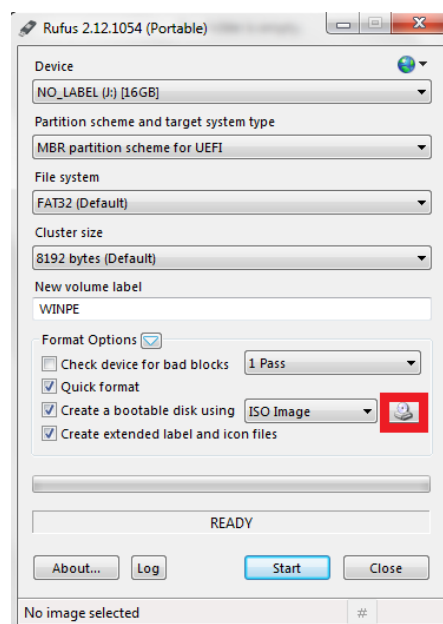 Rufus 2.12.1054 (Portable)
Device
NO_LABEL (J:) [16GB]
Partition scheme and target system type
MBR partition scheme for UEFI
File system
FAT32 (Default)
Cluster size
8192 bytes (Default)
New volume label
WINPE
Format Options
Check device for bad blocks 1 Pass
Quick format
Create a bootable disk using ISO Image
Create extended label and icon files
READY
About... Log Start Close
No image selected #